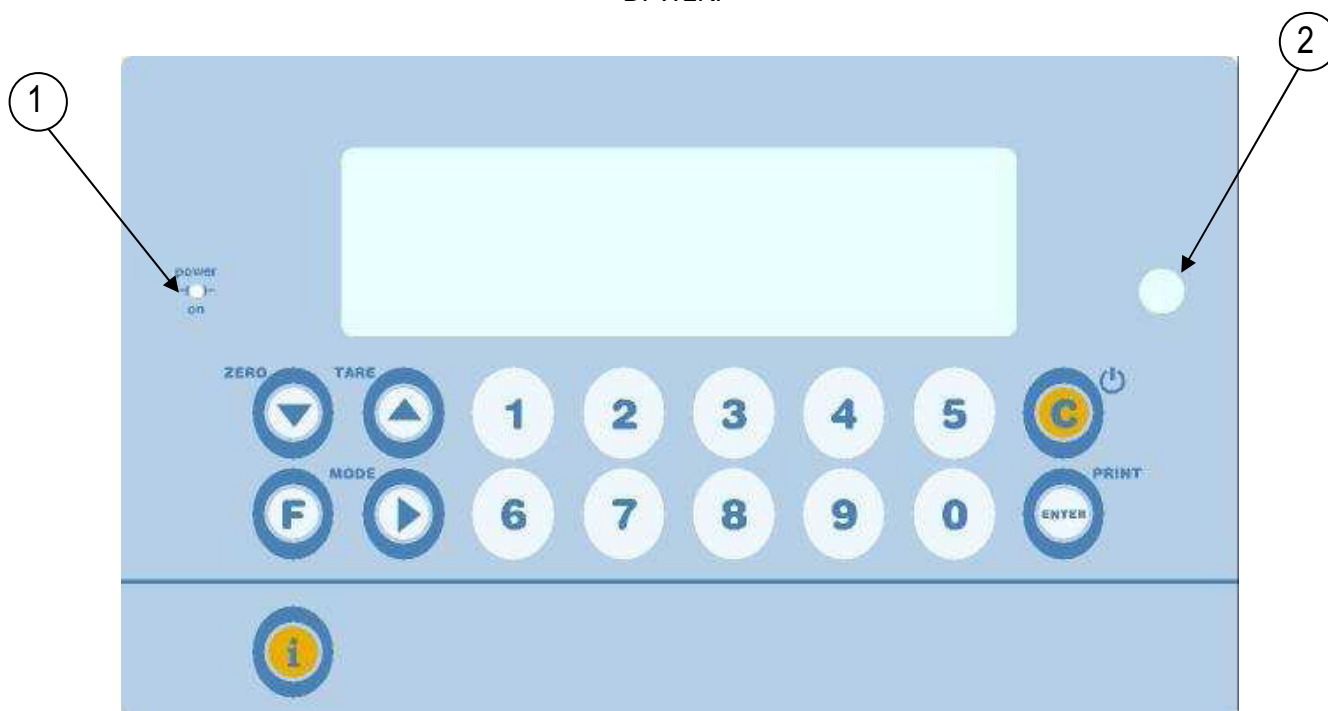 2
1
power
on
ZERO TARE 1 2 3 4 5 C
MODE PRINT
F 6 7 8 9 0 ENTER
i